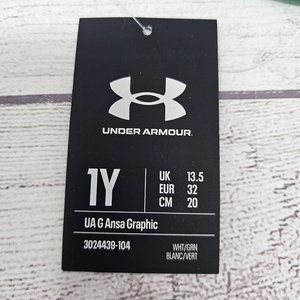 UNDER ARMOUR
1Y
UK 13.5
EUR 32
CM 20
UA G Ansa Graphic
3024439-104
WHT/GRN
BLANC/VERT